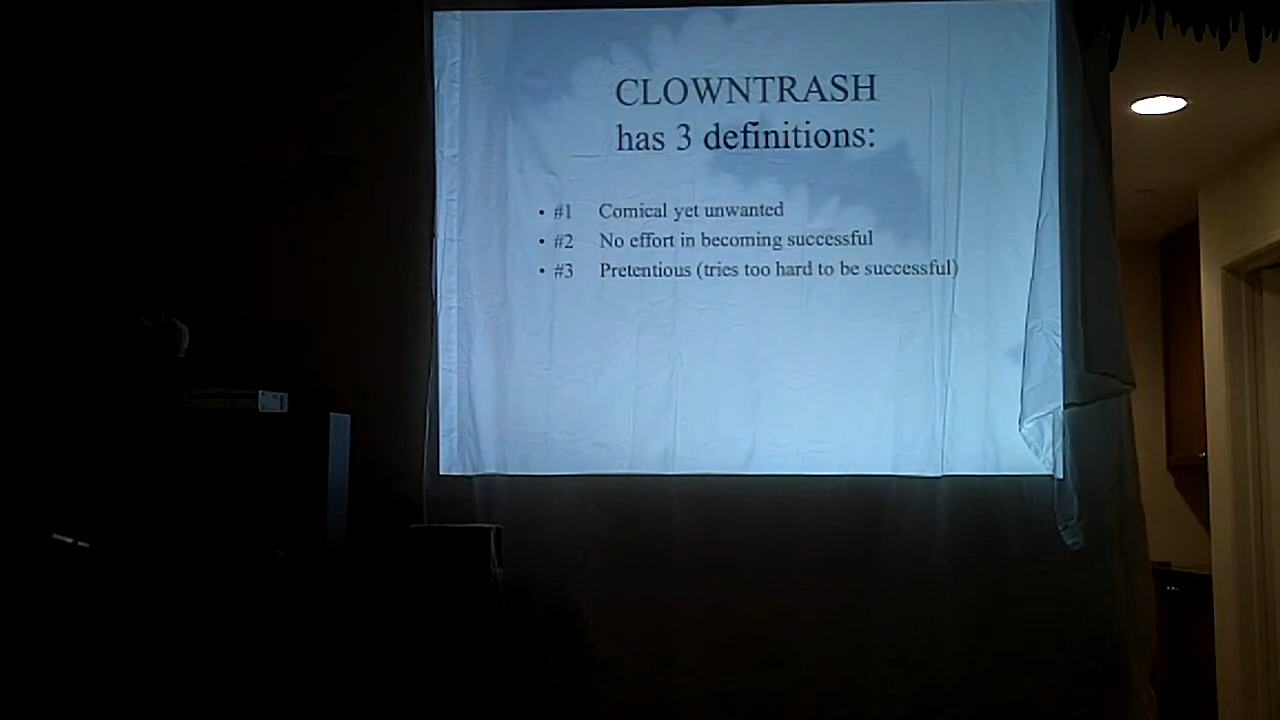 CLOWNTRASH
has 3 definitions:
• #1 Comical yet unwanted
• #2 No effort in becoming successful
• #3 Pretentious (tries too hard to be successful)